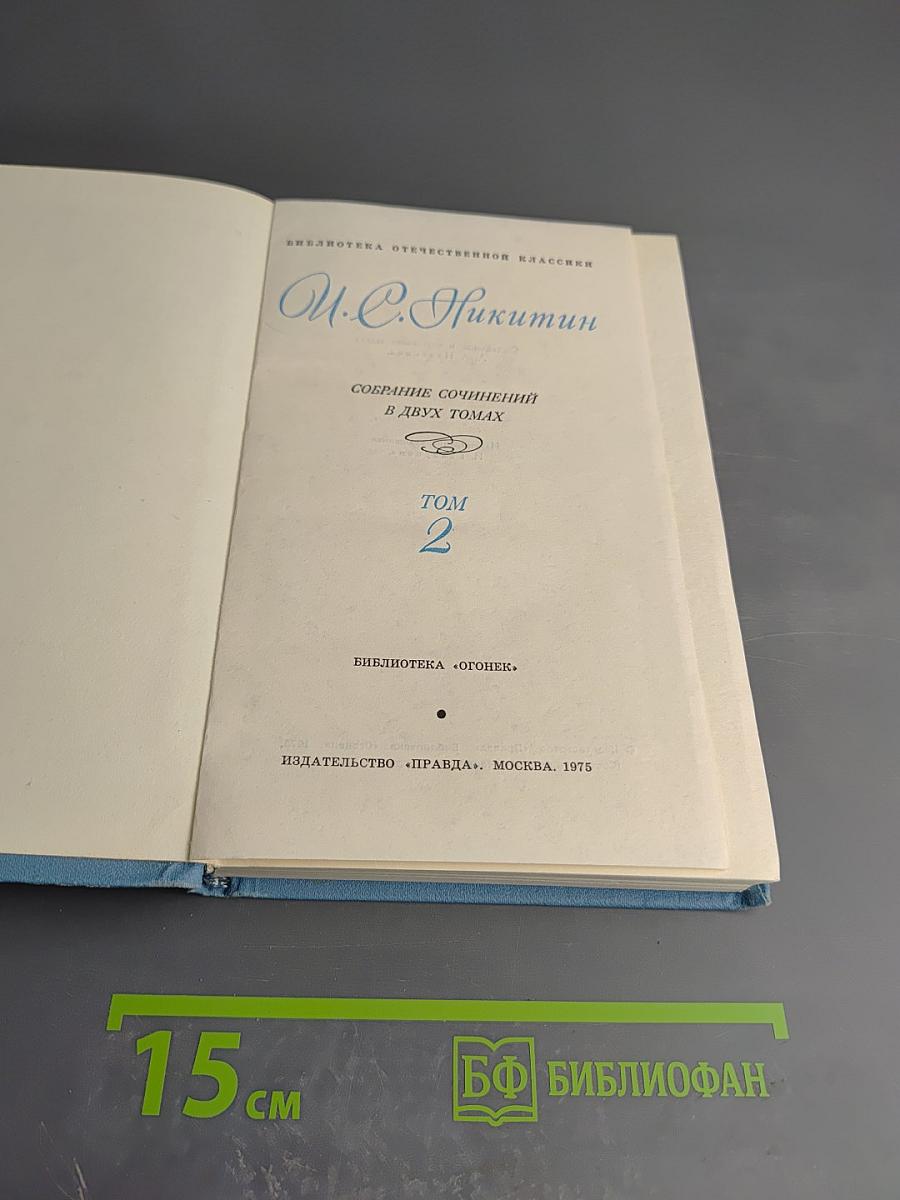 БИБЛИОТЕКА ОТЕЧЕСТВЕННОЙ КЛАССИКИ
И. С. Никитин
СОБРАНИЕ СОЧИНЕНИЙ
В ДВУХ ТОМАХ
ТОМ
2
БИБЛИОТЕКА «ОГОНЕК»
ИЗДАТЕЛЬСТВО «ПРАВДА». МОСКВА. 1975
15 см
БФ БИБЛИОФАН